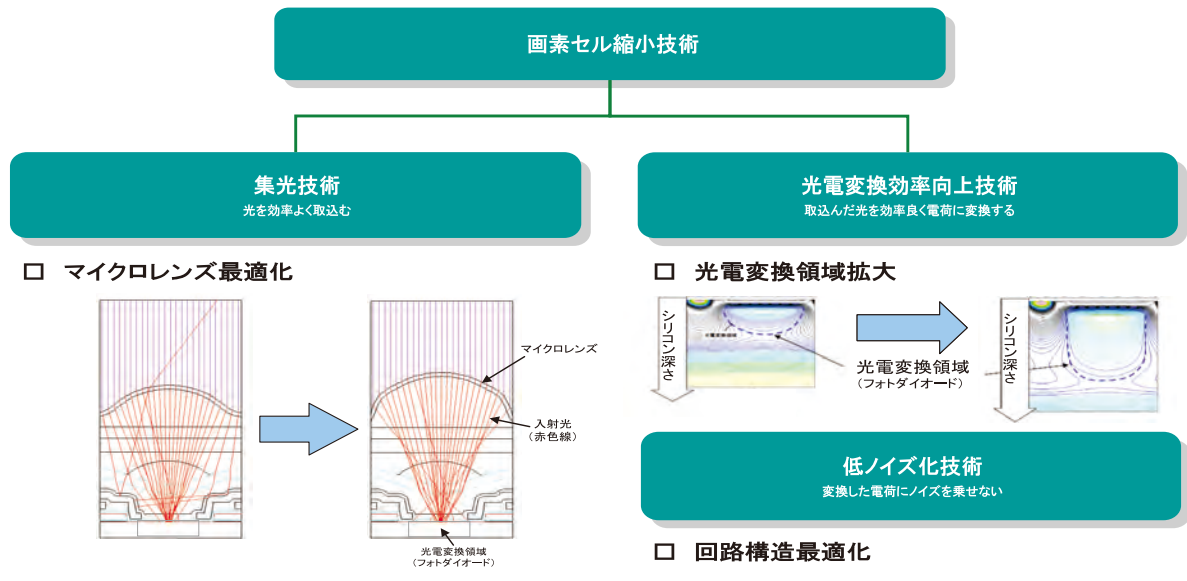 画素セル縮小技術
集光技術
光を効率よく取込む
□ マイクロレンズ最適化
マイクロレンズ
入射光
(赤色線)
光電変換領域
(フォトダイオード)
光電変換効率向上技術
取込んだ光を効率良く電荷に変換する
□ 光電変換領域拡大
シリコン深さ
光電変換領域
光電変換領域
(フォトダイオード)
シリコン深さ
低ノイズ化技術
変換した電荷にノイズを乗せない
□ 回路構造最適化